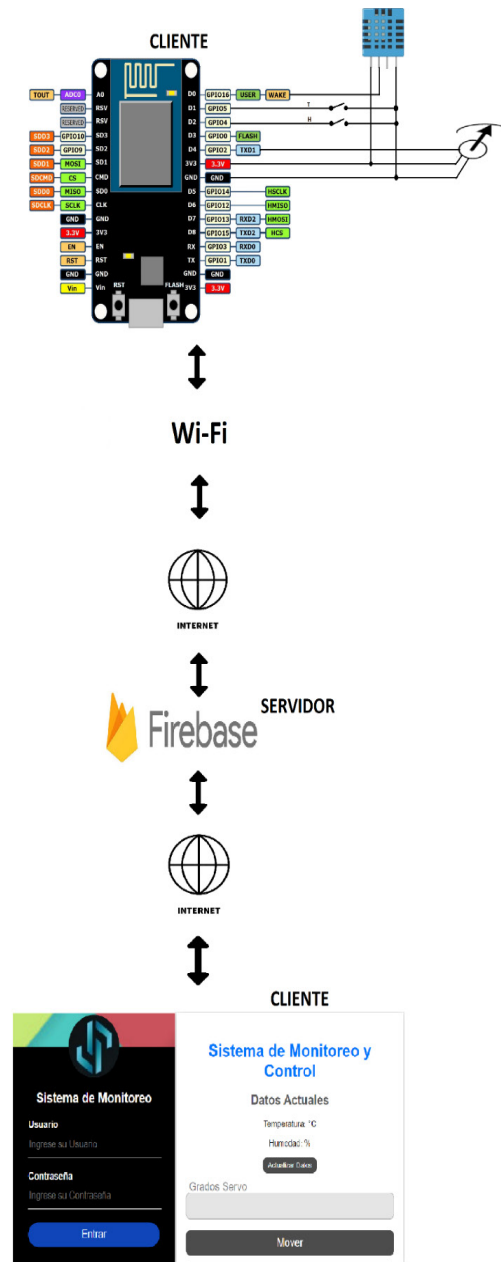 CLIENTE
TOUT ADC0 A0 D0 GPIO16 USER WAKE
RESERVED RSV D1 GPIO5 T
RESERVED RSV D2 GPIO4 H
SDD3 GPIO10 SD3 D3 GPIO0 FLASH
SDD2 GPIO9 SD2 D4 GPIO2 TXD1
SDD1 MOSI SD1 3V3 3.3V
SDCMD CS CMD GND GND
SDD0 MISO SD0 D5 GPIO14 HSCLK
SDCLK SCLK CLK D6 GPIO12 HMISO
GND GND D7 GPIO13 RXD2 HMOSI
3.3V 3V3 D8 GPIO15 TXD2 HCS
EN EN RX GPIO3 RXD0
RST RST TX GPIO1 TXD0
GND GND GND GND
Vin Vin RST FLASH 3V3 3.3V
Wi-Fi
INTERNET
SERVIDOR
Firebase
INTERNET
CLIENTE
Sistema de Monitoreo
Usuario
Ingrese su Usuario
Contraseña
Ingrese su Contraseña
Entrar
Sistema de Monitoreo y
Control
Datos Actuales
Temperatura: °C
Humedad: %
Actualizar Datos
Grados Servo
Mover